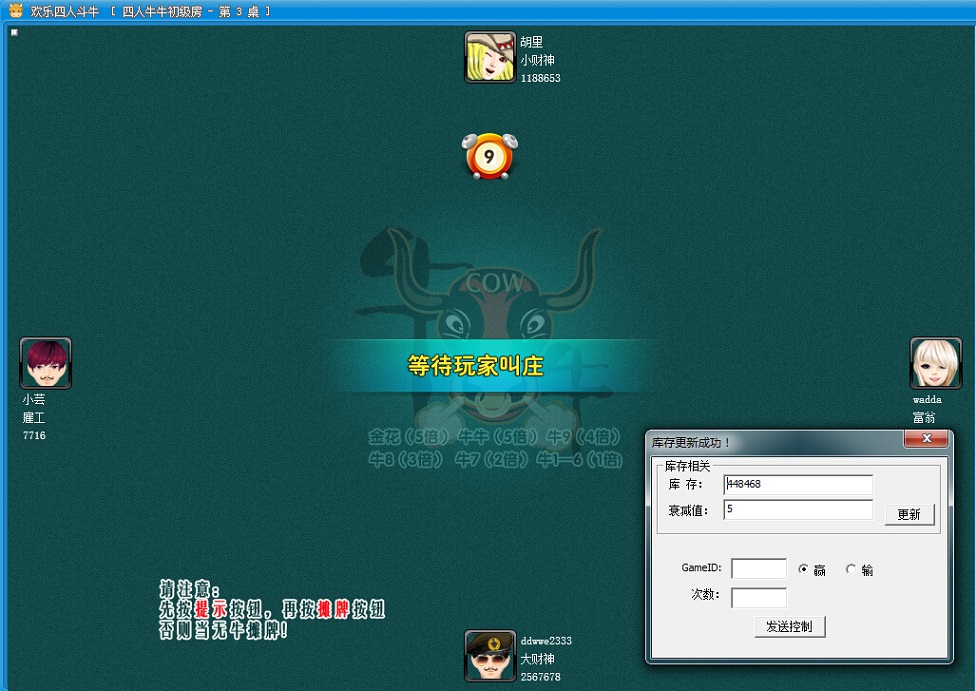 欢乐四人斗牛 [ 四人牛牛初级房 - 第 3 桌 ]
胡里
小财神
1188653
9
COW
等待玩家叫庄
小芸
雇工
7716
wadda
富翁
金花（5倍） 牛牛（5倍） 牛9（4倍）
牛8（3倍） 牛7（2倍） 牛1—6（1倍）
库存更新成功！
库存相关
库 存：
448468
衰减值：
5
更新
GameID:
赢
输
次数：
发送控制
请注意：
先按提示按钮，再按摊牌按钮
否则当无牛摊牌！
ddwwe2333
大财神
2567678